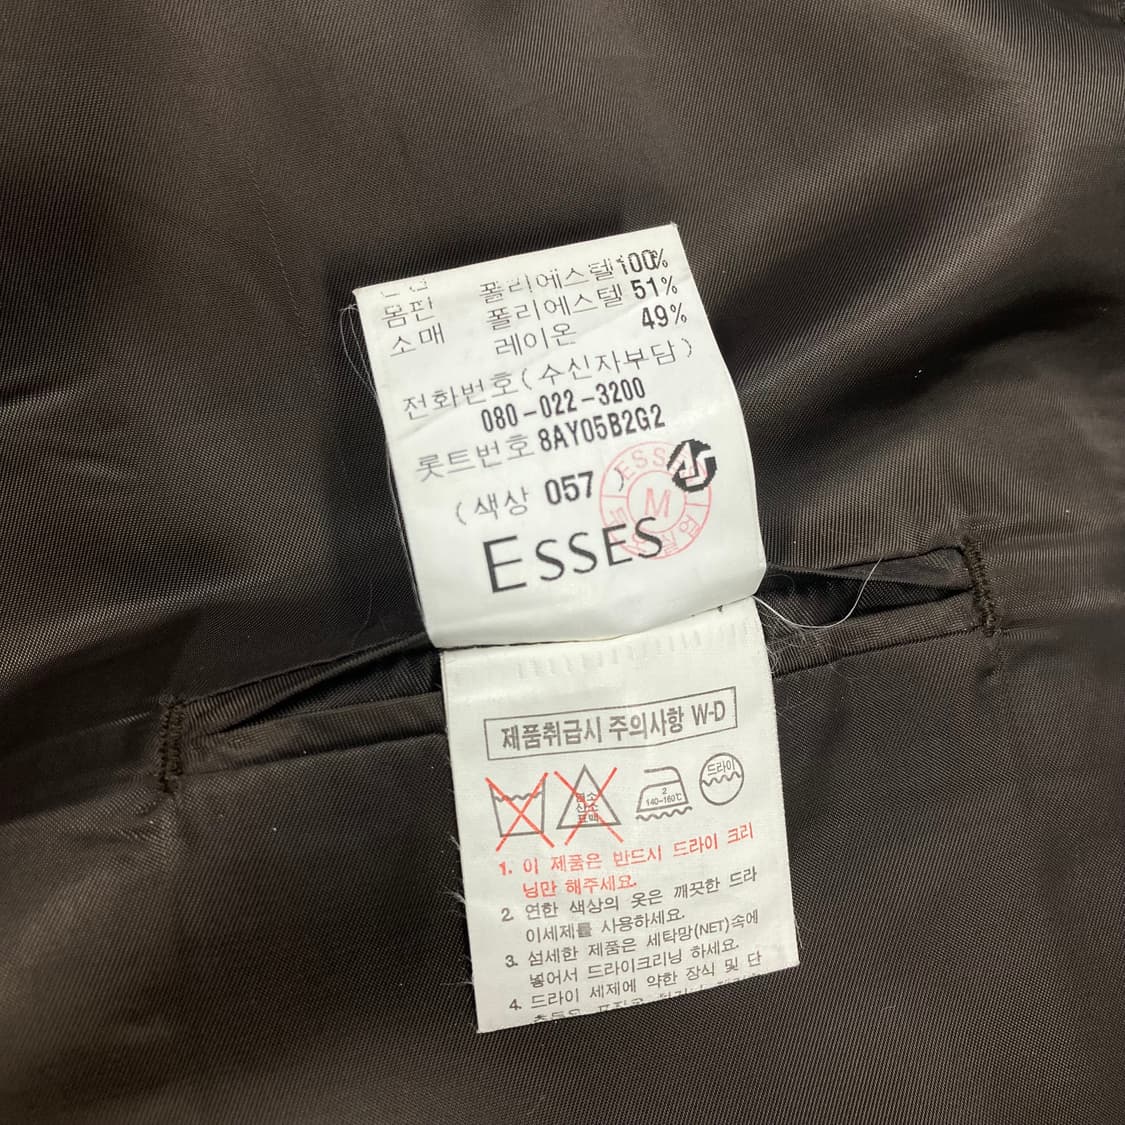 폴리에스텔 100%
몸판 폴리에스텔 51%
소매 레이온 49%
전화번호(수신자부담)
080-022-3200
롯트번호 8AY05B2G2
(색상 057 )
M
ESSES
제품취급시 주의사항 W-D
염소
산소
표백
2
140~160℃
드라이
1. 이 제품은 반드시 드라이 크리
닝만 해주세요.
2. 연한 색상의 옷은 깨끗한 드라
이세제를 사용하세요.
3. 섬세한 제품은 세탁망(NET)속에
넣어서 드라이크리닝 하세요.
4. 드라이 세제에 약한 장식 및 단